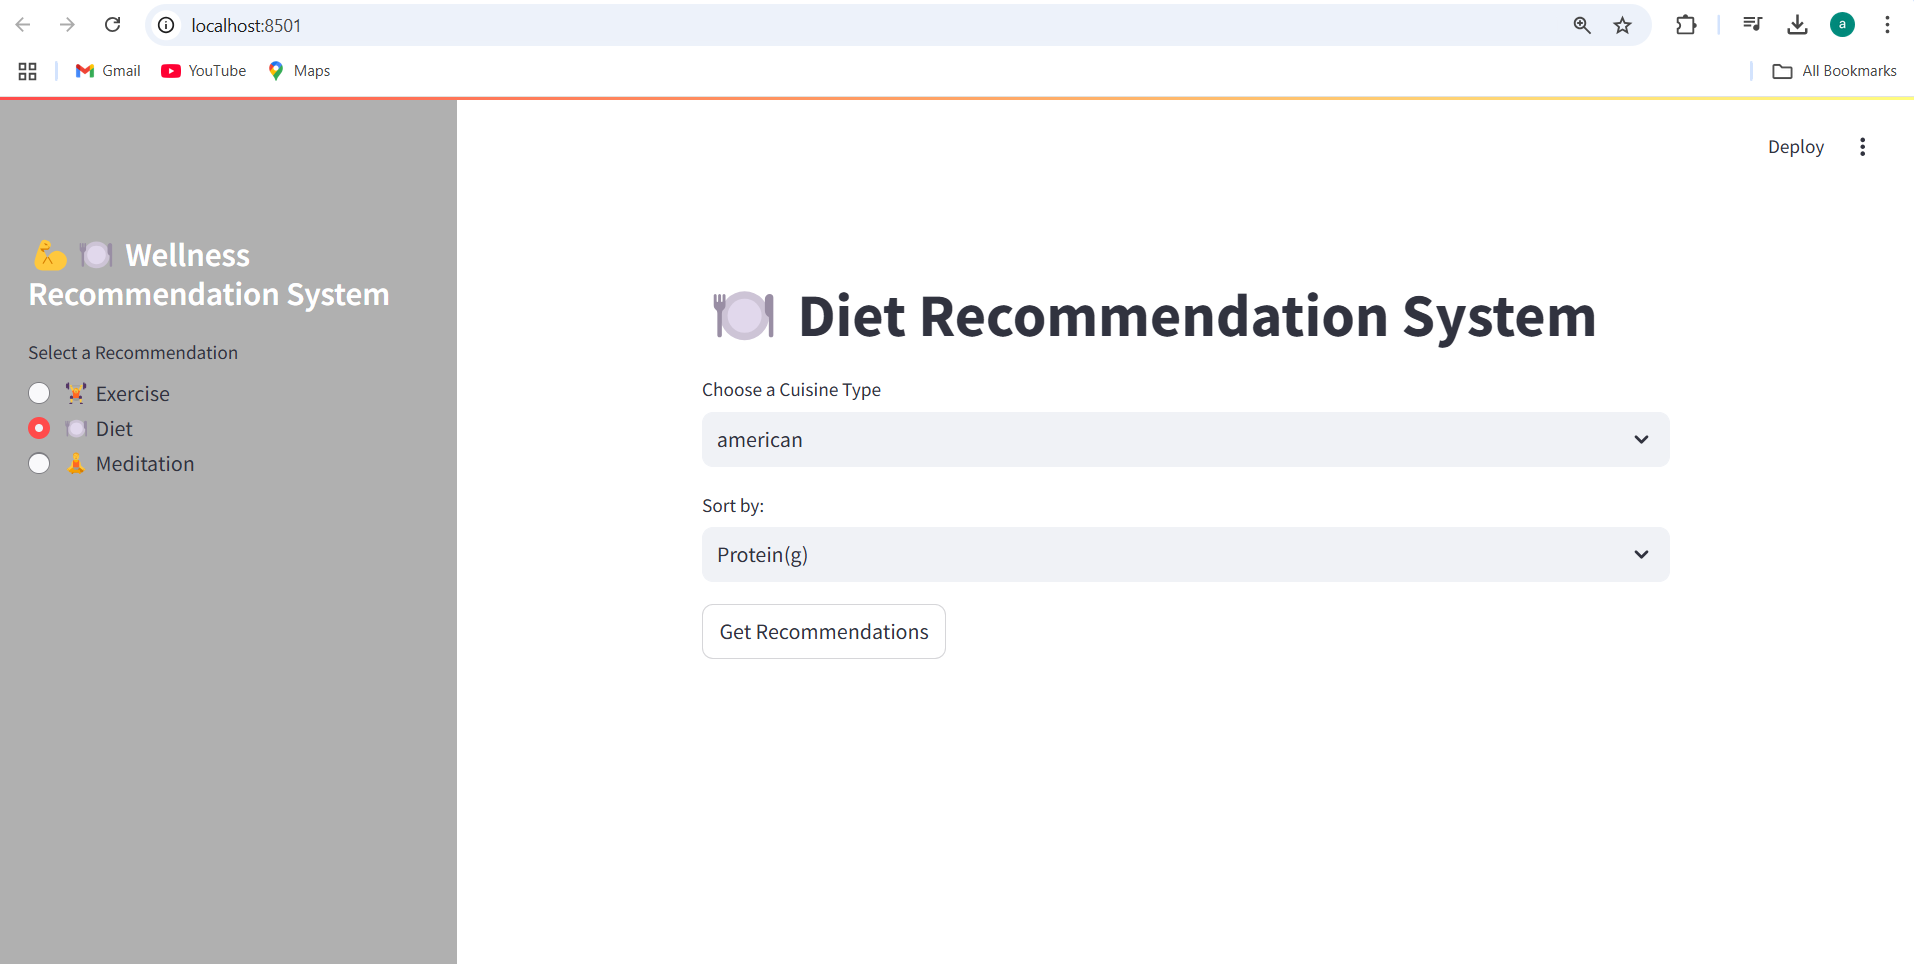 localhost:8501
a
Gmail YouTube Maps All Bookmarks
Deploy
Wellness
Recommendation System
Select a Recommendation
Exercise
Diet
Meditation
Diet Recommendation System
Choose a Cuisine Type
american
Sort by:
Protein(g)
Get Recommendations